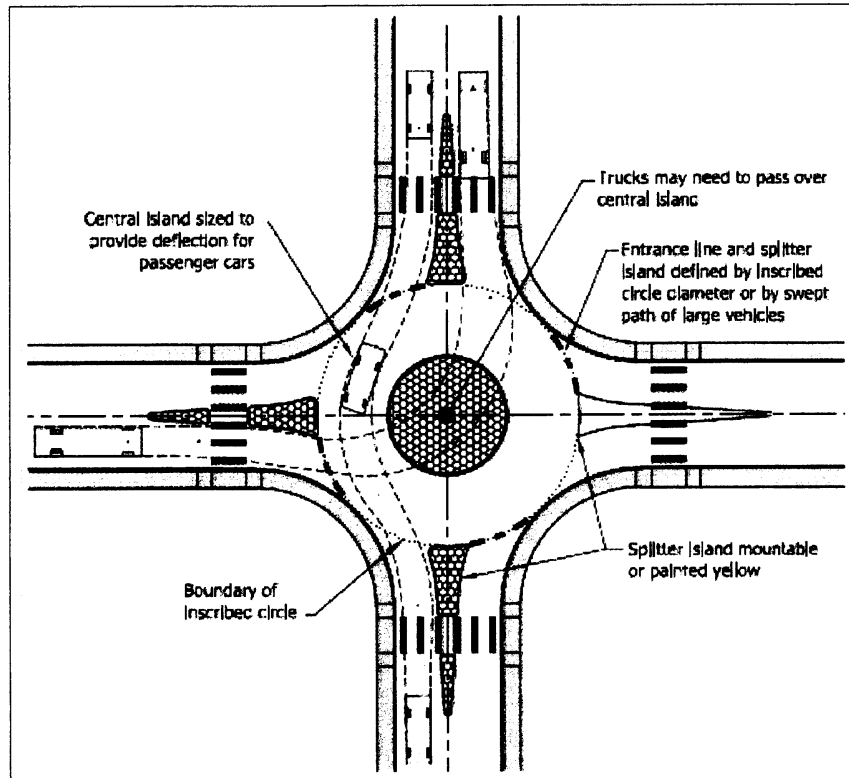 Trucks may need to pass over
central island
Central island sized to
provide deflection for
passenger cars
Entrance line and splitter
island defined by inscribed
circle diameter or by swept
path of large vehicles
Splitter island mountable
or painted yellow
Boundary of
inscribed circle